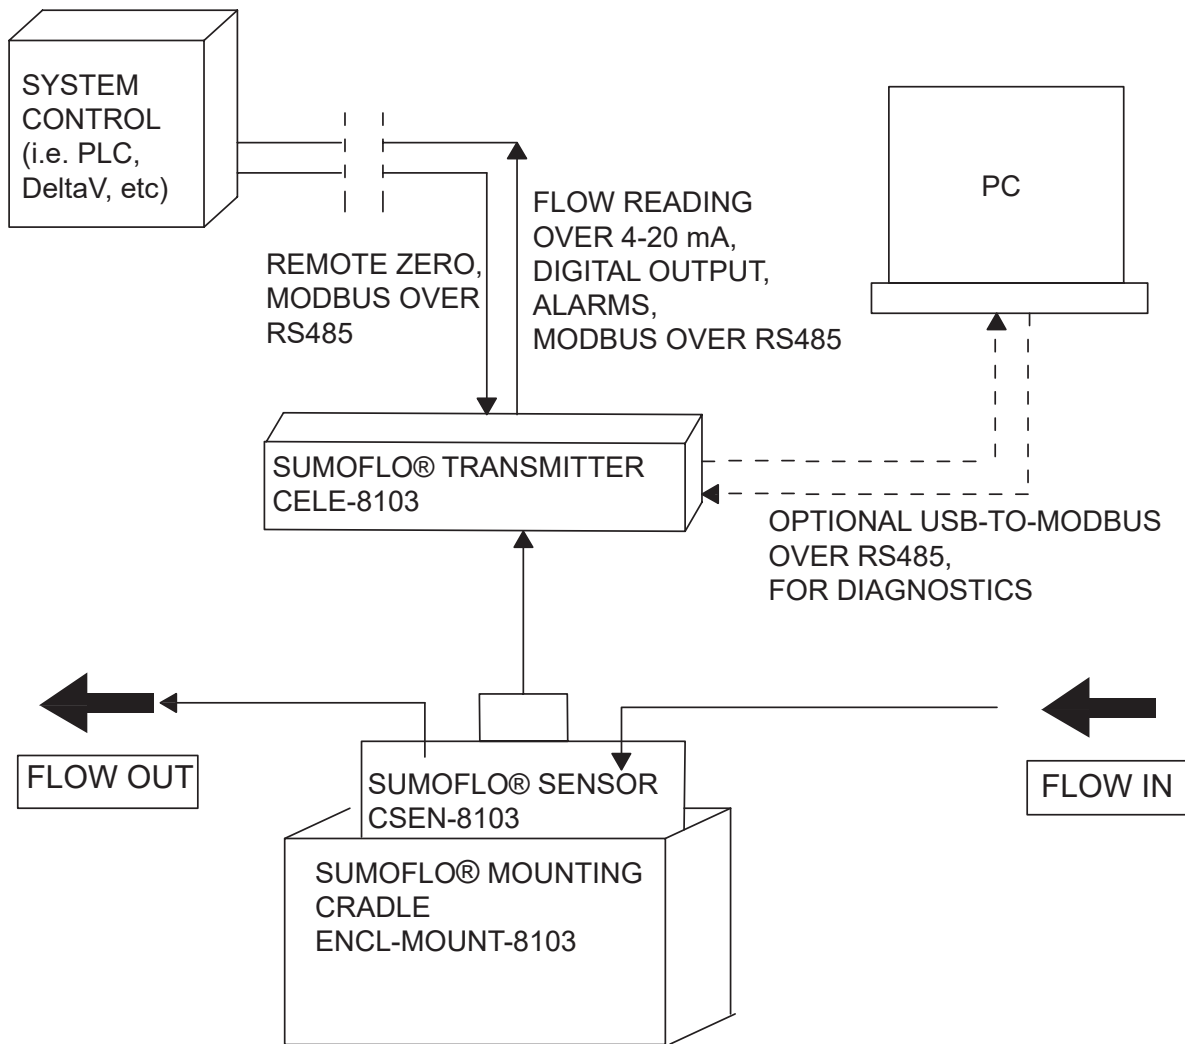 SYSTEM
CONTROL
(i.e. PLC,
DeltaV, etc)
PC
FLOW READING
OVER 4-20 mA,
DIGITAL OUTPUT,
ALARMS,
MODBUS OVER RS485
REMOTE ZERO,
MODBUS OVER
RS485
SUMOFLO® TRANSMITTER
CELE-8103
OPTIONAL USB-TO-MODBUS
OVER RS485,
FOR DIAGNOSTICS
FLOW OUT
SUMOFLO® SENSOR
CSEN-8103
FLOW IN
SUMOFLO® MOUNTING
CRADLE
ENCL-MOUNT-8103